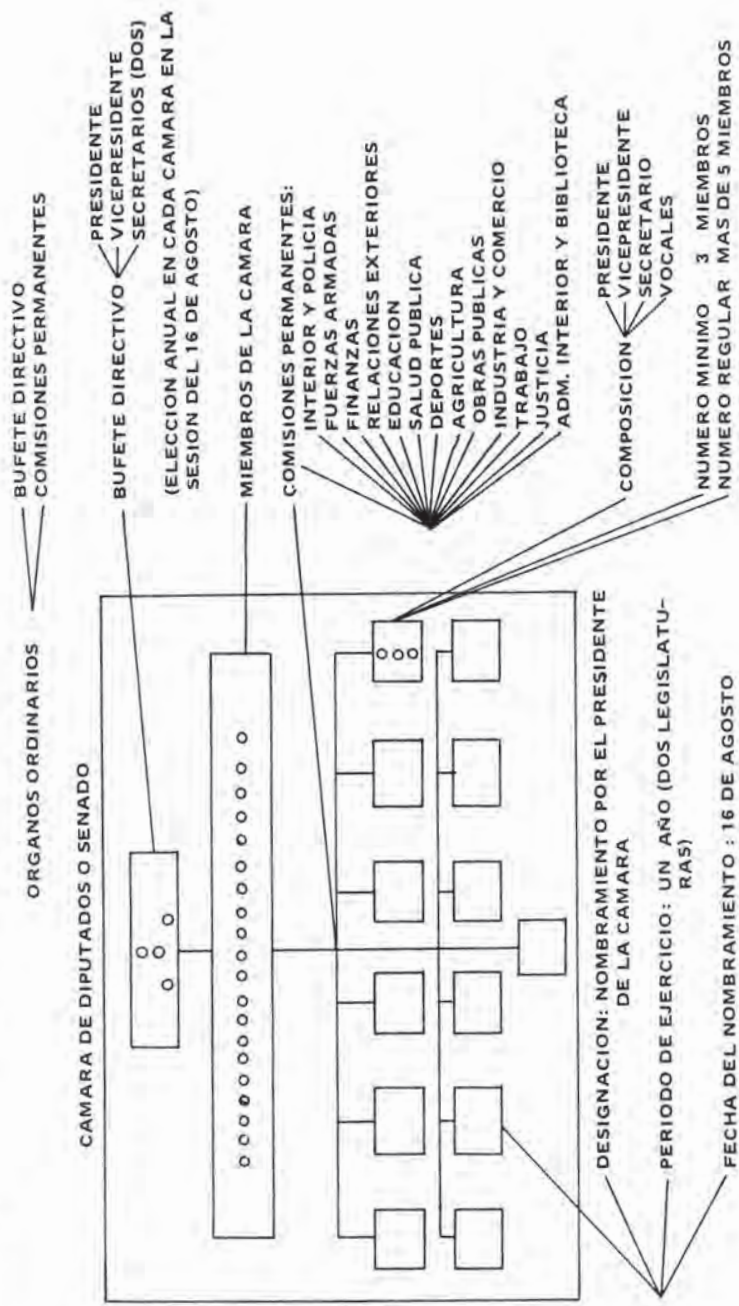 ORGANOS ORDINARIOS
BUFETE DIRECTIVO
COMISIONES PERMANENTES
CAMARA DE DIPUTADOS O SENADO
BUFETE DIRECTIVO
PRESIDENTE
VICEPRESIDENTE
SECRETARIOS (DOS)
(ELECCION ANUAL EN CADA CAMARA EN LA
SESION DEL 16 DE AGOSTO)
MIEMBROS DE LA CAMARA
COMISIONES PERMANENTES:
INTERIOR Y POLICIA
FUERZAS ARMADAS
FINANZAS
RELACIONES EXTERIORES
EDUCACION
SALUD PUBLICA
DEPORTES
AGRICULTURA
OBRAS PUBLICAS
INDUSTRIA Y COMERCIO
TRABAJO
JUSTICIA
ADM. INTERIOR Y BIBLIOTECA
COMPOSICION
PRESIDENTE
VICEPRESIDENTE
SECRETARIO
VOCALES
NUMERO MINIMO 3 MIEMBROS
NUMERO REGULAR MAS DE 5 MIEMBROS
DESIGNACION: NOMBRAMIENTO POR EL PRESIDENTE
DE LA CAMARA
PERIODO DE EJERCICIO: UN AÑO (DOS LEGISLATU-
RAS)
FECHA DEL NOMBRAMIENTO : 16 DE AGOSTO